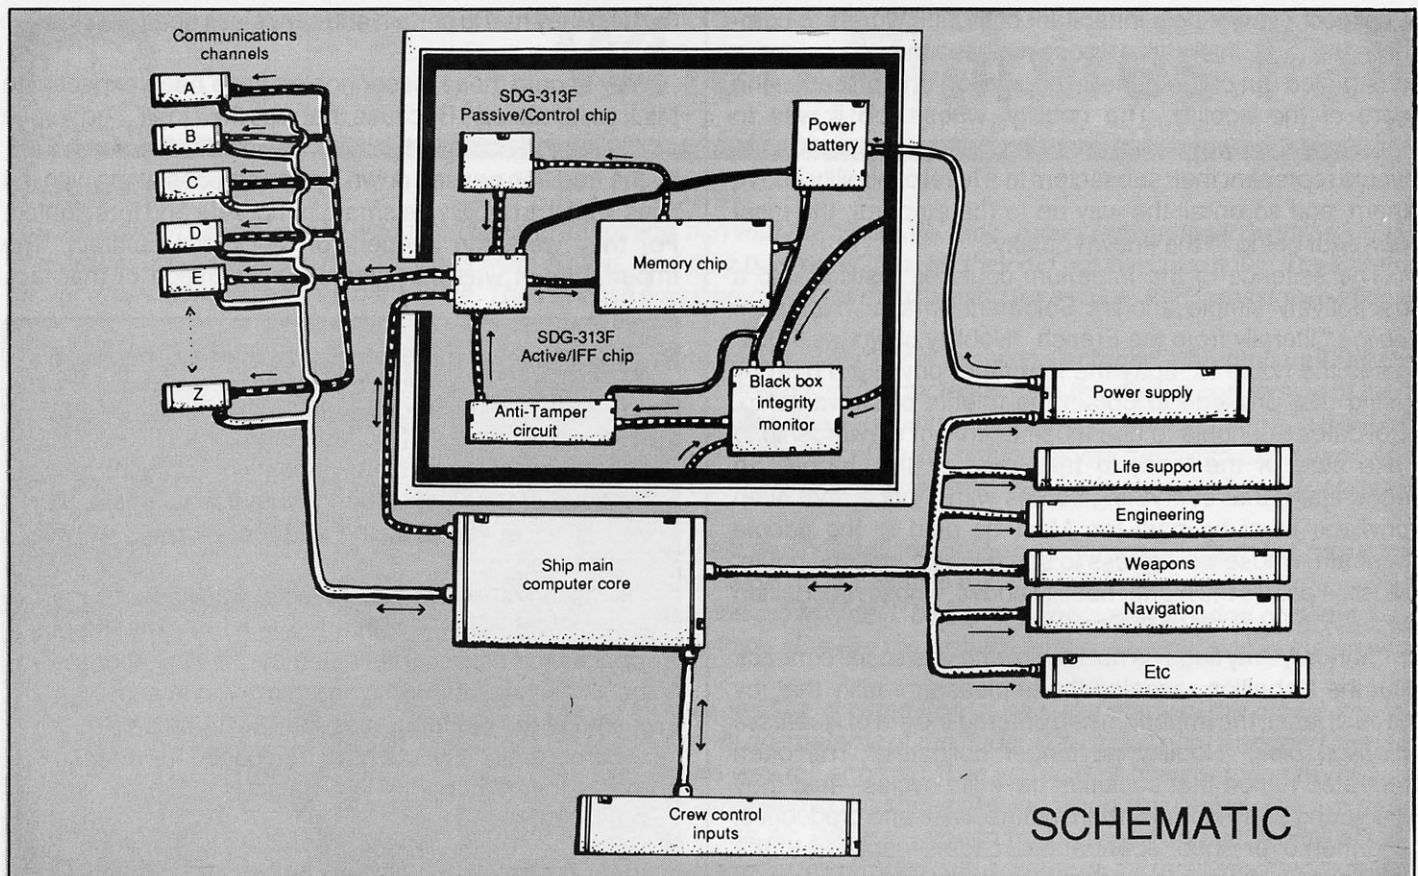 Communications
channels
A
B
C
D
E
Z
SDG-313F
Passive/Control chip
Power
battery
Memory chip
SDG-313F
Active/IFF chip
Anti-Tamper
circuit
Black box
integrity
monitor
Power supply
Life support
Engineering
Weapons
Navigation
Etc
Ship main
computer core
Crew control
inputs
SCHEMATIC